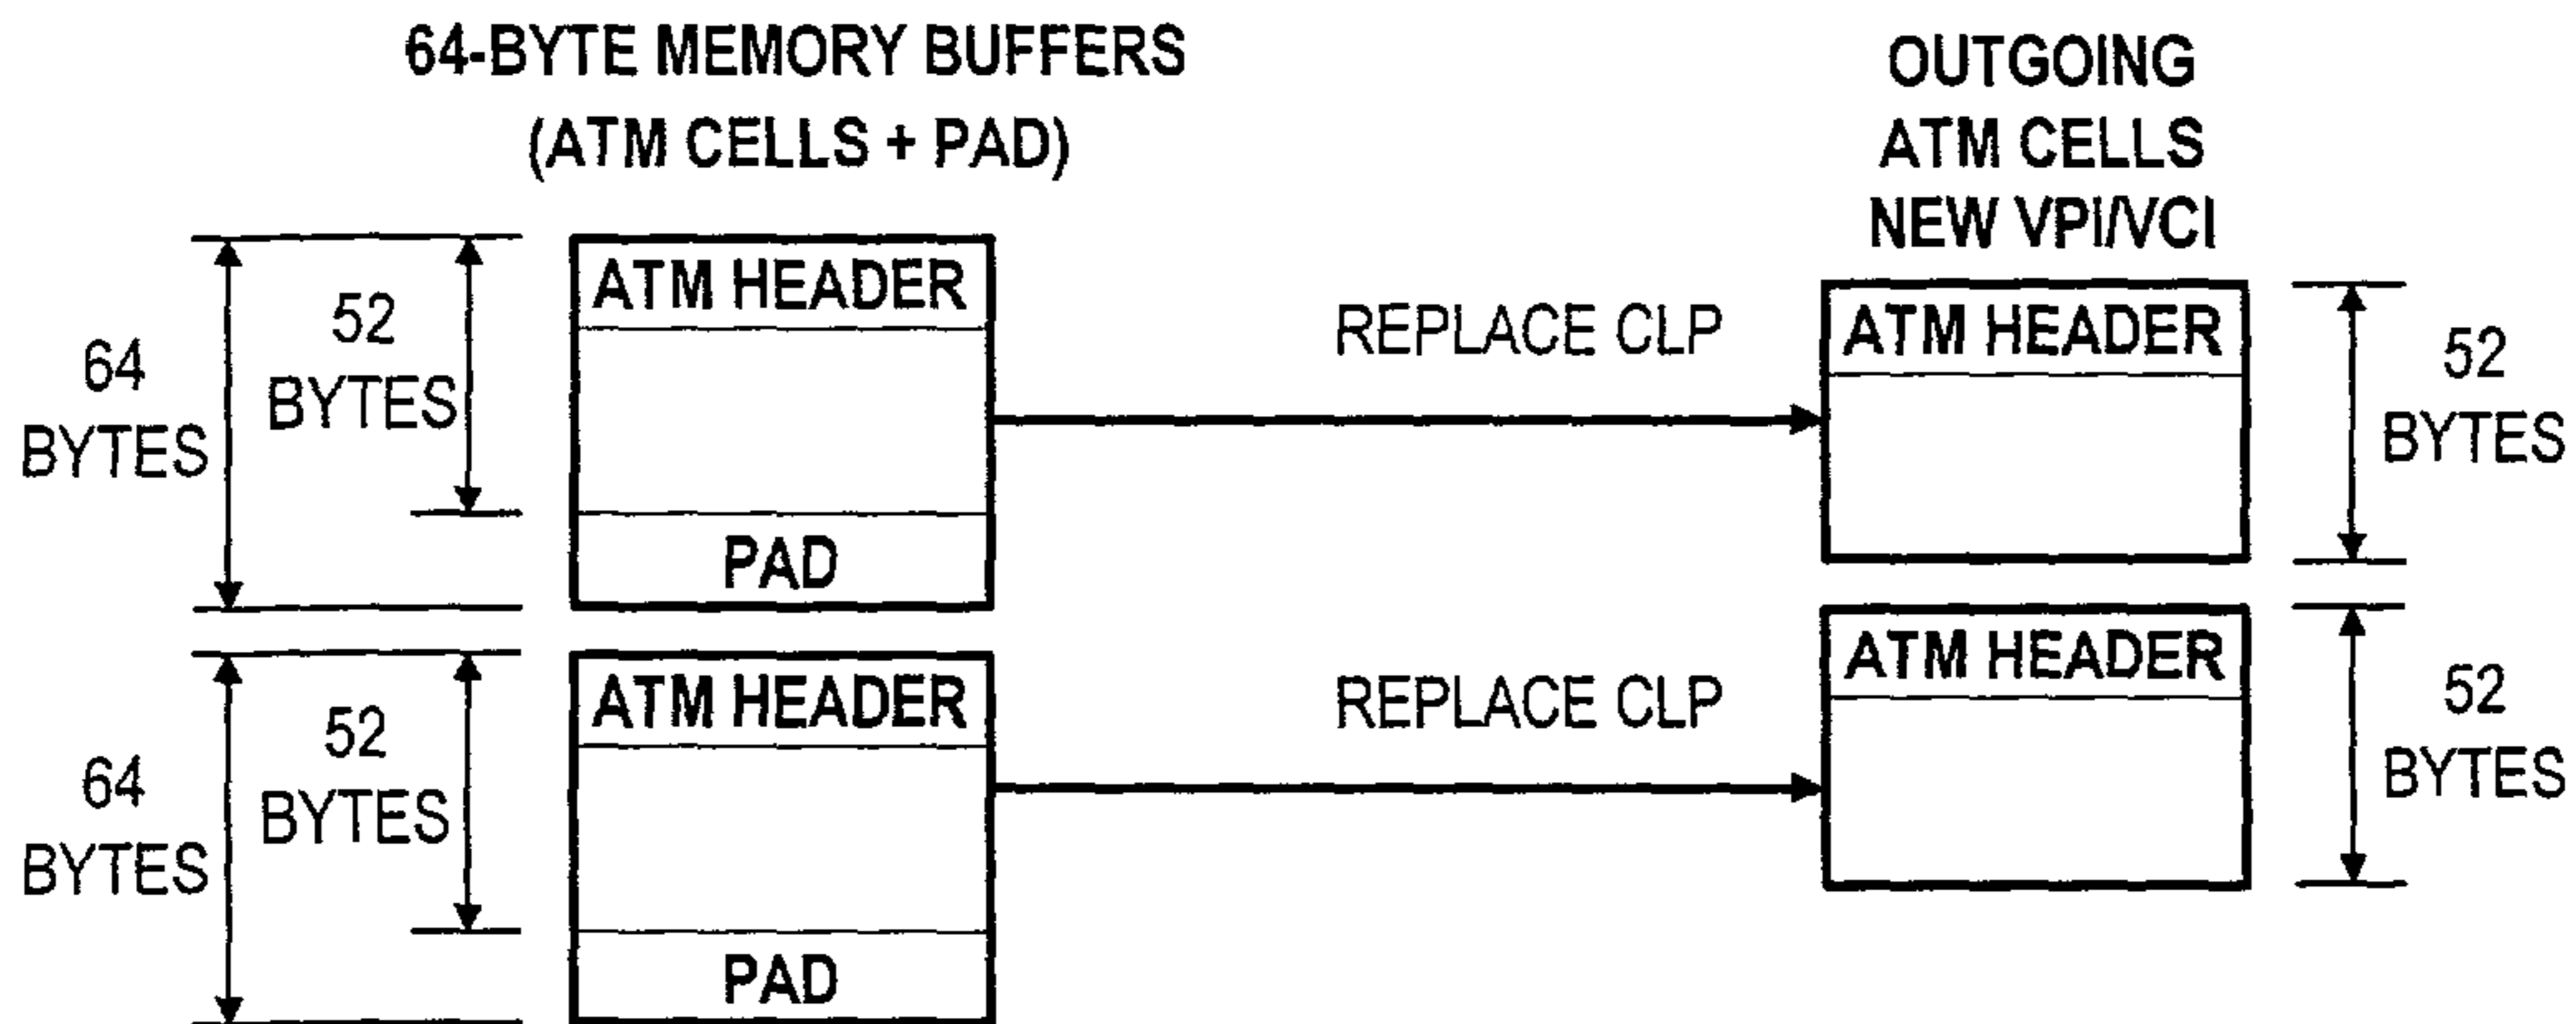 64-BYTE MEMORY BUFFERS
(ATM CELLS + PAD)
OUTGOING
ATM CELLS
NEW VPI/VCI
64
BYTES
52
BYTES
ATM HEADER
PAD
REPLACE CLP
ATM HEADER
52
BYTES
64
BYTES
52
BYTES
ATM HEADER
PAD
REPLACE CLP
ATM HEADER
52
BYTES